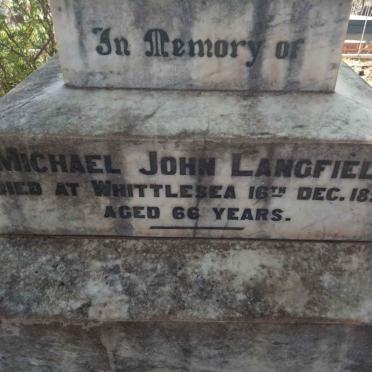 In Memory of
MICHAEL JOHN LANGFIEL
DIED AT WHITTLESEA 16TH DEC. 18
AGED 66 YEARS.